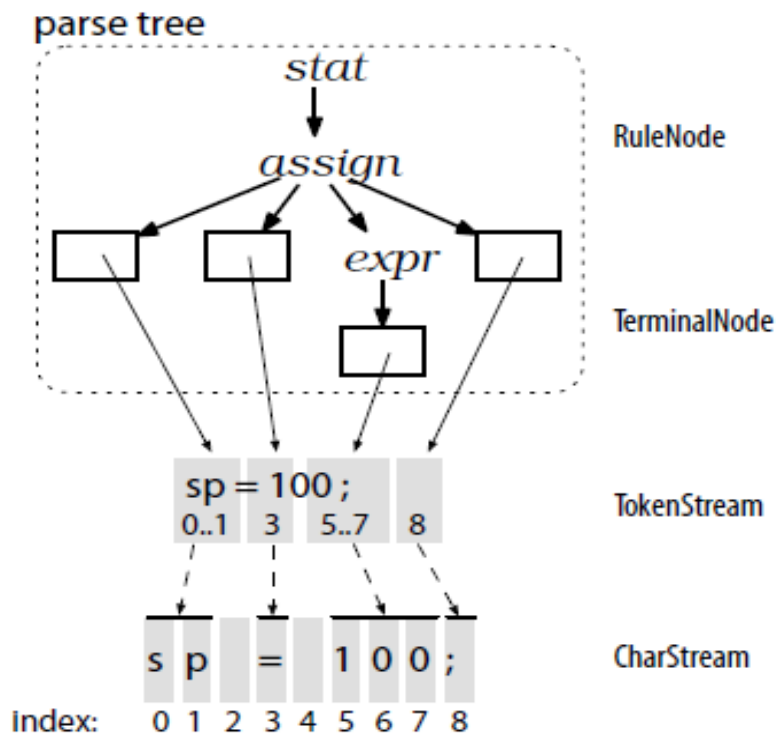 parse tree
stat
RuleNode
assign
expr
TerminalNode
sp = 100 ;
0..1 3 5..7 8
TokenStream
s p = 1 0 0 ;
CharStream
index: 0 1 2 3 4 5 6 7 8